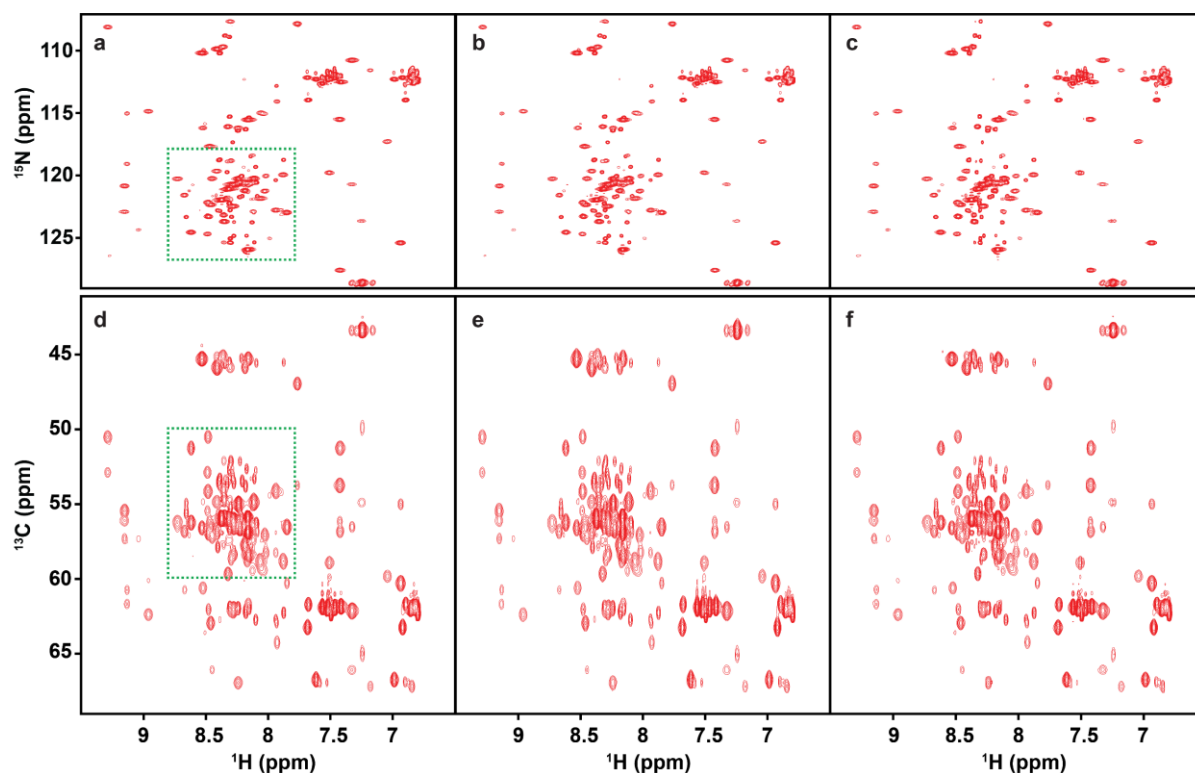 a
b
c
110
115
120
125
¹⁵N (ppm)
d
e
f
45
50
55
60
65
¹³C (ppm)
9 8.5 8 7.5 7 9 8.5 8 7.5 7 9 8.5 8 7.5 7
¹H (ppm) ¹H (ppm) ¹H (ppm)